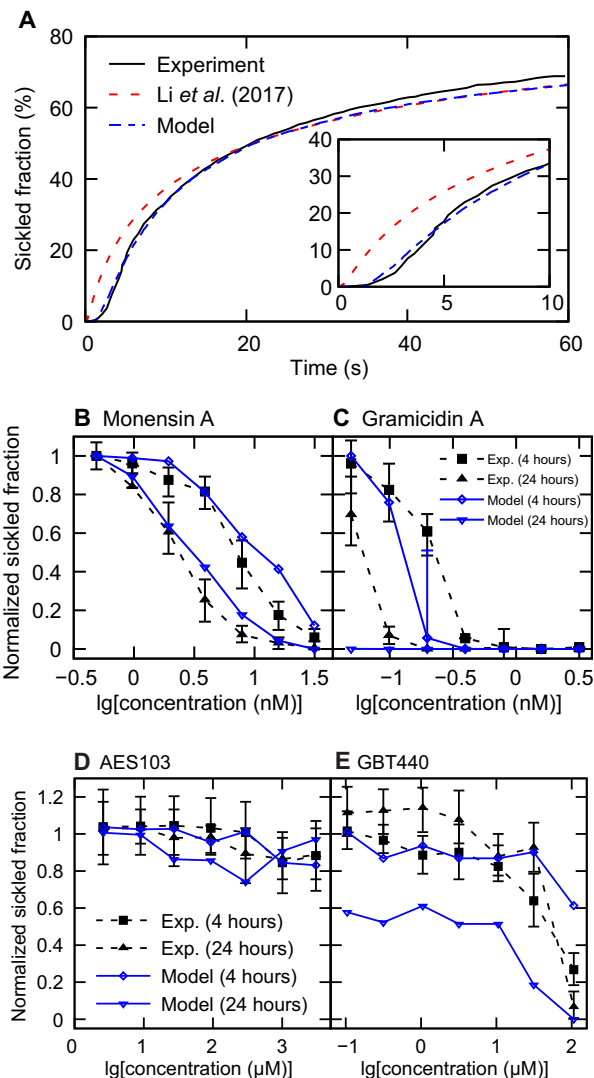 A
Sickled fraction (%)
80
60
40
20
0
Experiment
Li et al. (2017)
Model
40
30
20
10
0
0 5 10
0 20 40 60
Time (s)
B Monensin A
C Gramicidin A
Normalized sickled fraction
1
0.8
0.6
0.4
0.2
0
Exp. (4 hours)
Exp. (24 hours)
Model (4 hours)
Model (24 hours)
−0.5 0 0.5 1 1.5
−1 −0.5 0 0.5
lg[concentration (nM)]
lg[concentration (nM)]
D AES103
E GBT440
Normalized sickled fraction
1.2
1
0.8
0.6
0.4
0.2
0
Exp. (4 hours)
Exp. (24 hours)
Model (4 hours)
Model (24 hours)
0 1 2 3
−1 0 1 2
lg[concentration (µM)]
lg[concentration (µM)]